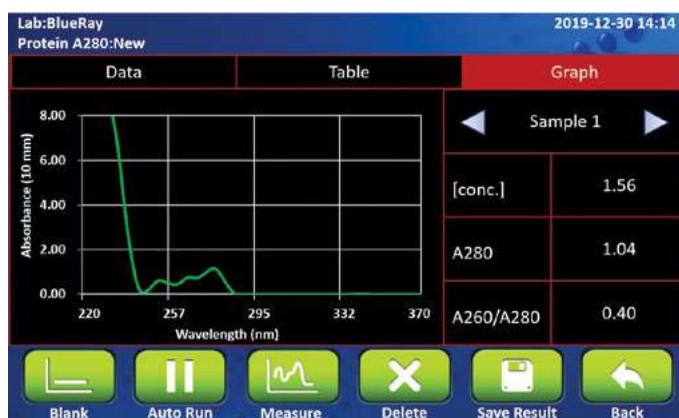 Lab:BlueRay 2019-12-30 14:14
Protein A280:New
Data Table Graph
8.00
6.00
4.00
2.00
0.00
Absorbance (10 mm)
220 257 295 332 370
Wavelength (nm)
Sample 1
[conc.] 1.56
A280 1.04
A260/A280 0.40
Blank Auto Run Measure Delete Save Result Back